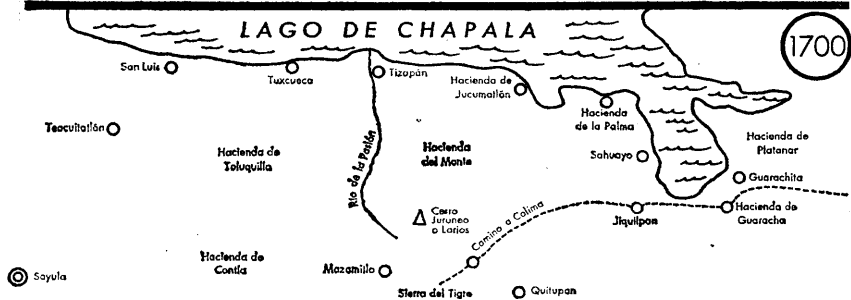 LAGO DE CHAPALA
1700
San Luis
Tuxcueca
Tizapán
Hacienda de
Jucumatlán
Hacienda
de la Palma
Hacienda de
Platanar
Teocuitatlán
Hacienda de
Toluquilla
Río de la Pasión
Hacienda
del Monte
Sahuayo
Guarachita
Cerro
Juruneo
o Larios
Camino a Colima
Jiquilpan
Hacienda de
Guaracha
Hacienda de
Contla
Mazamitla
Sayula
Sierra del Tigre
Quitupan